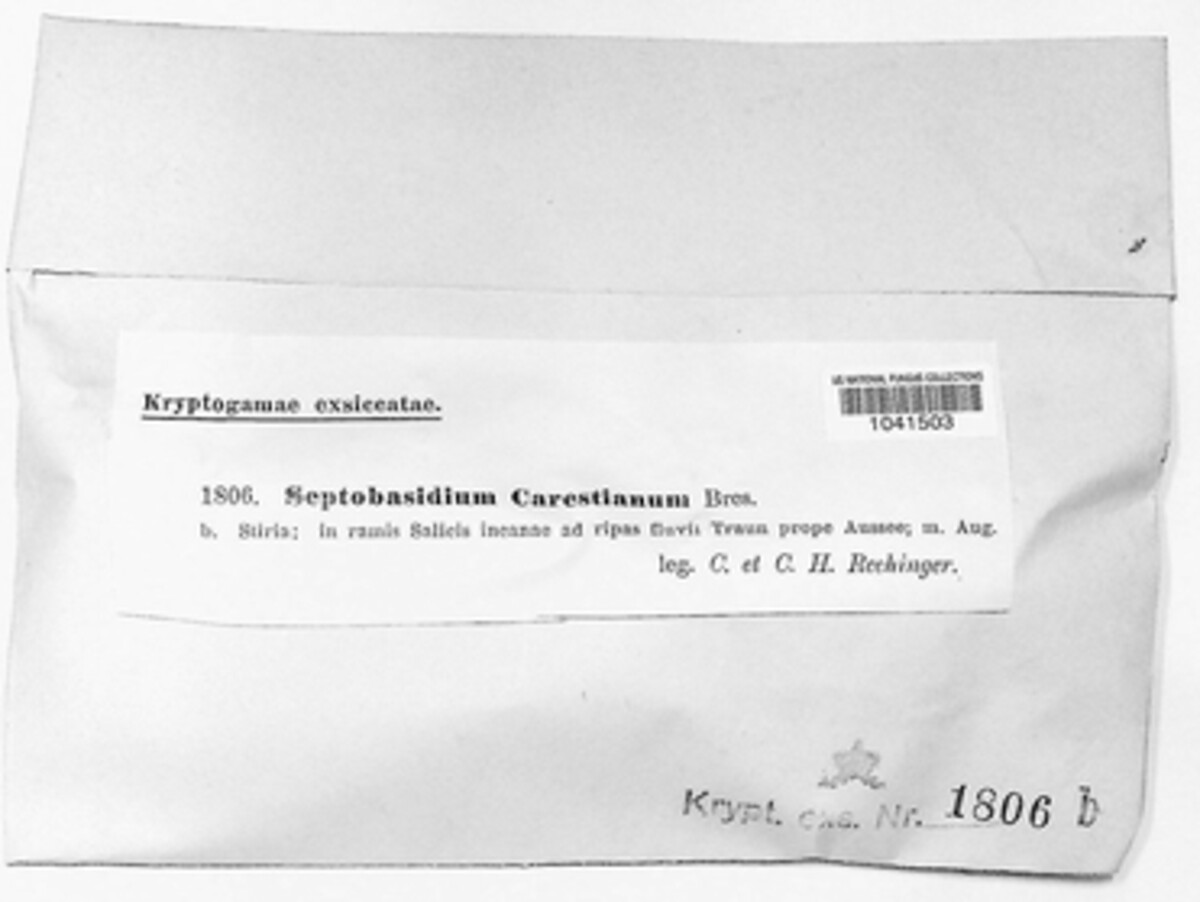 Kryptogamae exsiccatae.
US NATIONAL FUNGUS COLLECTIONS
1041503
1806. Septobasidium Carestianum Bres.
b. Stiria; in ramis Salicis incanae ad ripas fluvii Traun prope Aussee; m. Aug.
leg. C. et C. H. Rechinger.
Krypt. exs. Nr. 1806 b